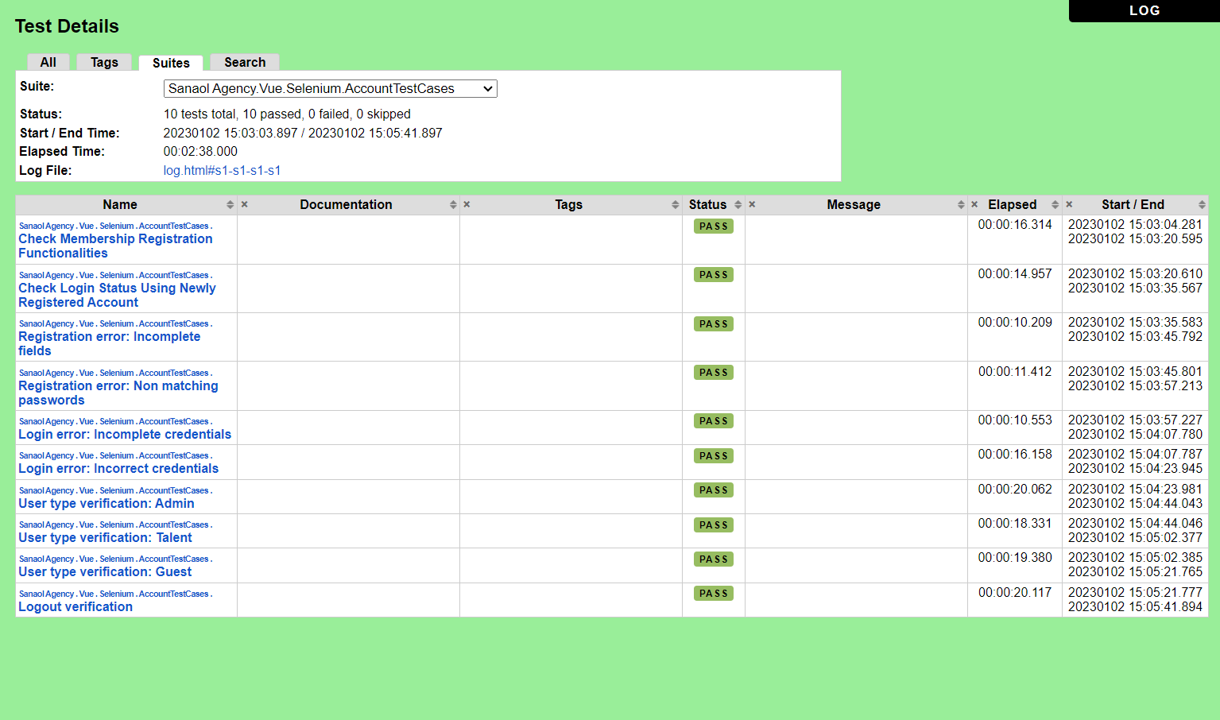 LOG
Test Details
All Tags Suites Search
Suite: Sanaol Agency.Vue.Selenium.AccountTestCases
Status: 10 tests total, 10 passed, 0 failed, 0 skipped
Start / End Time: 20230102 15:03:03.897 / 20230102 15:05:41.897
Elapsed Time: 00:02:38.000
Log File: log.html#s1-s1-s1-s1
Name × Documentation × Tags Status × Message × Elapsed × Start / End
Sanaol Agency . Vue . Selenium . AccountTestCases .
Check Membership Registration
Functionalities
PASS 00:00:16.314 20230102 15:03:04.281
20230102 15:03:20.595
Sanaol Agency . Vue . Selenium . AccountTestCases .
Check Login Status Using Newly
Registered Account
PASS 00:00:14.957 20230102 15:03:20.610
20230102 15:03:35.567
Sanaol Agency . Vue . Selenium . AccountTestCases .
Registration error: Incomplete
fields
PASS 00:00:10.209 20230102 15:03:35.583
20230102 15:03:45.792
Sanaol Agency . Vue . Selenium . AccountTestCases .
Registration error: Non matching
passwords
PASS 00:00:11.412 20230102 15:03:45.801
20230102 15:03:57.213
Sanaol Agency . Vue . Selenium . AccountTestCases .
Login error: Incomplete credentials
PASS 00:00:10.553 20230102 15:03:57.227
20230102 15:04:07.780
Sanaol Agency . Vue . Selenium . AccountTestCases .
Login error: Incorrect credentials
PASS 00:00:16.158 20230102 15:04:07.787
20230102 15:04:23.945
Sanaol Agency . Vue . Selenium . AccountTestCases .
User type verification: Admin
PASS 00:00:20.062 20230102 15:04:23.981
20230102 15:04:44.043
Sanaol Agency . Vue . Selenium . AccountTestCases .
User type verification: Talent
PASS 00:00:18.331 20230102 15:04:44.046
20230102 15:05:02.377
Sanaol Agency . Vue . Selenium . AccountTestCases .
User type verification: Guest
PASS 00:00:19.380 20230102 15:05:02.385
20230102 15:05:21.765
Sanaol Agency . Vue . Selenium . AccountTestCases .
Logout verification
PASS 00:00:20.117 20230102 15:05:21.777
20230102 15:05:41.894